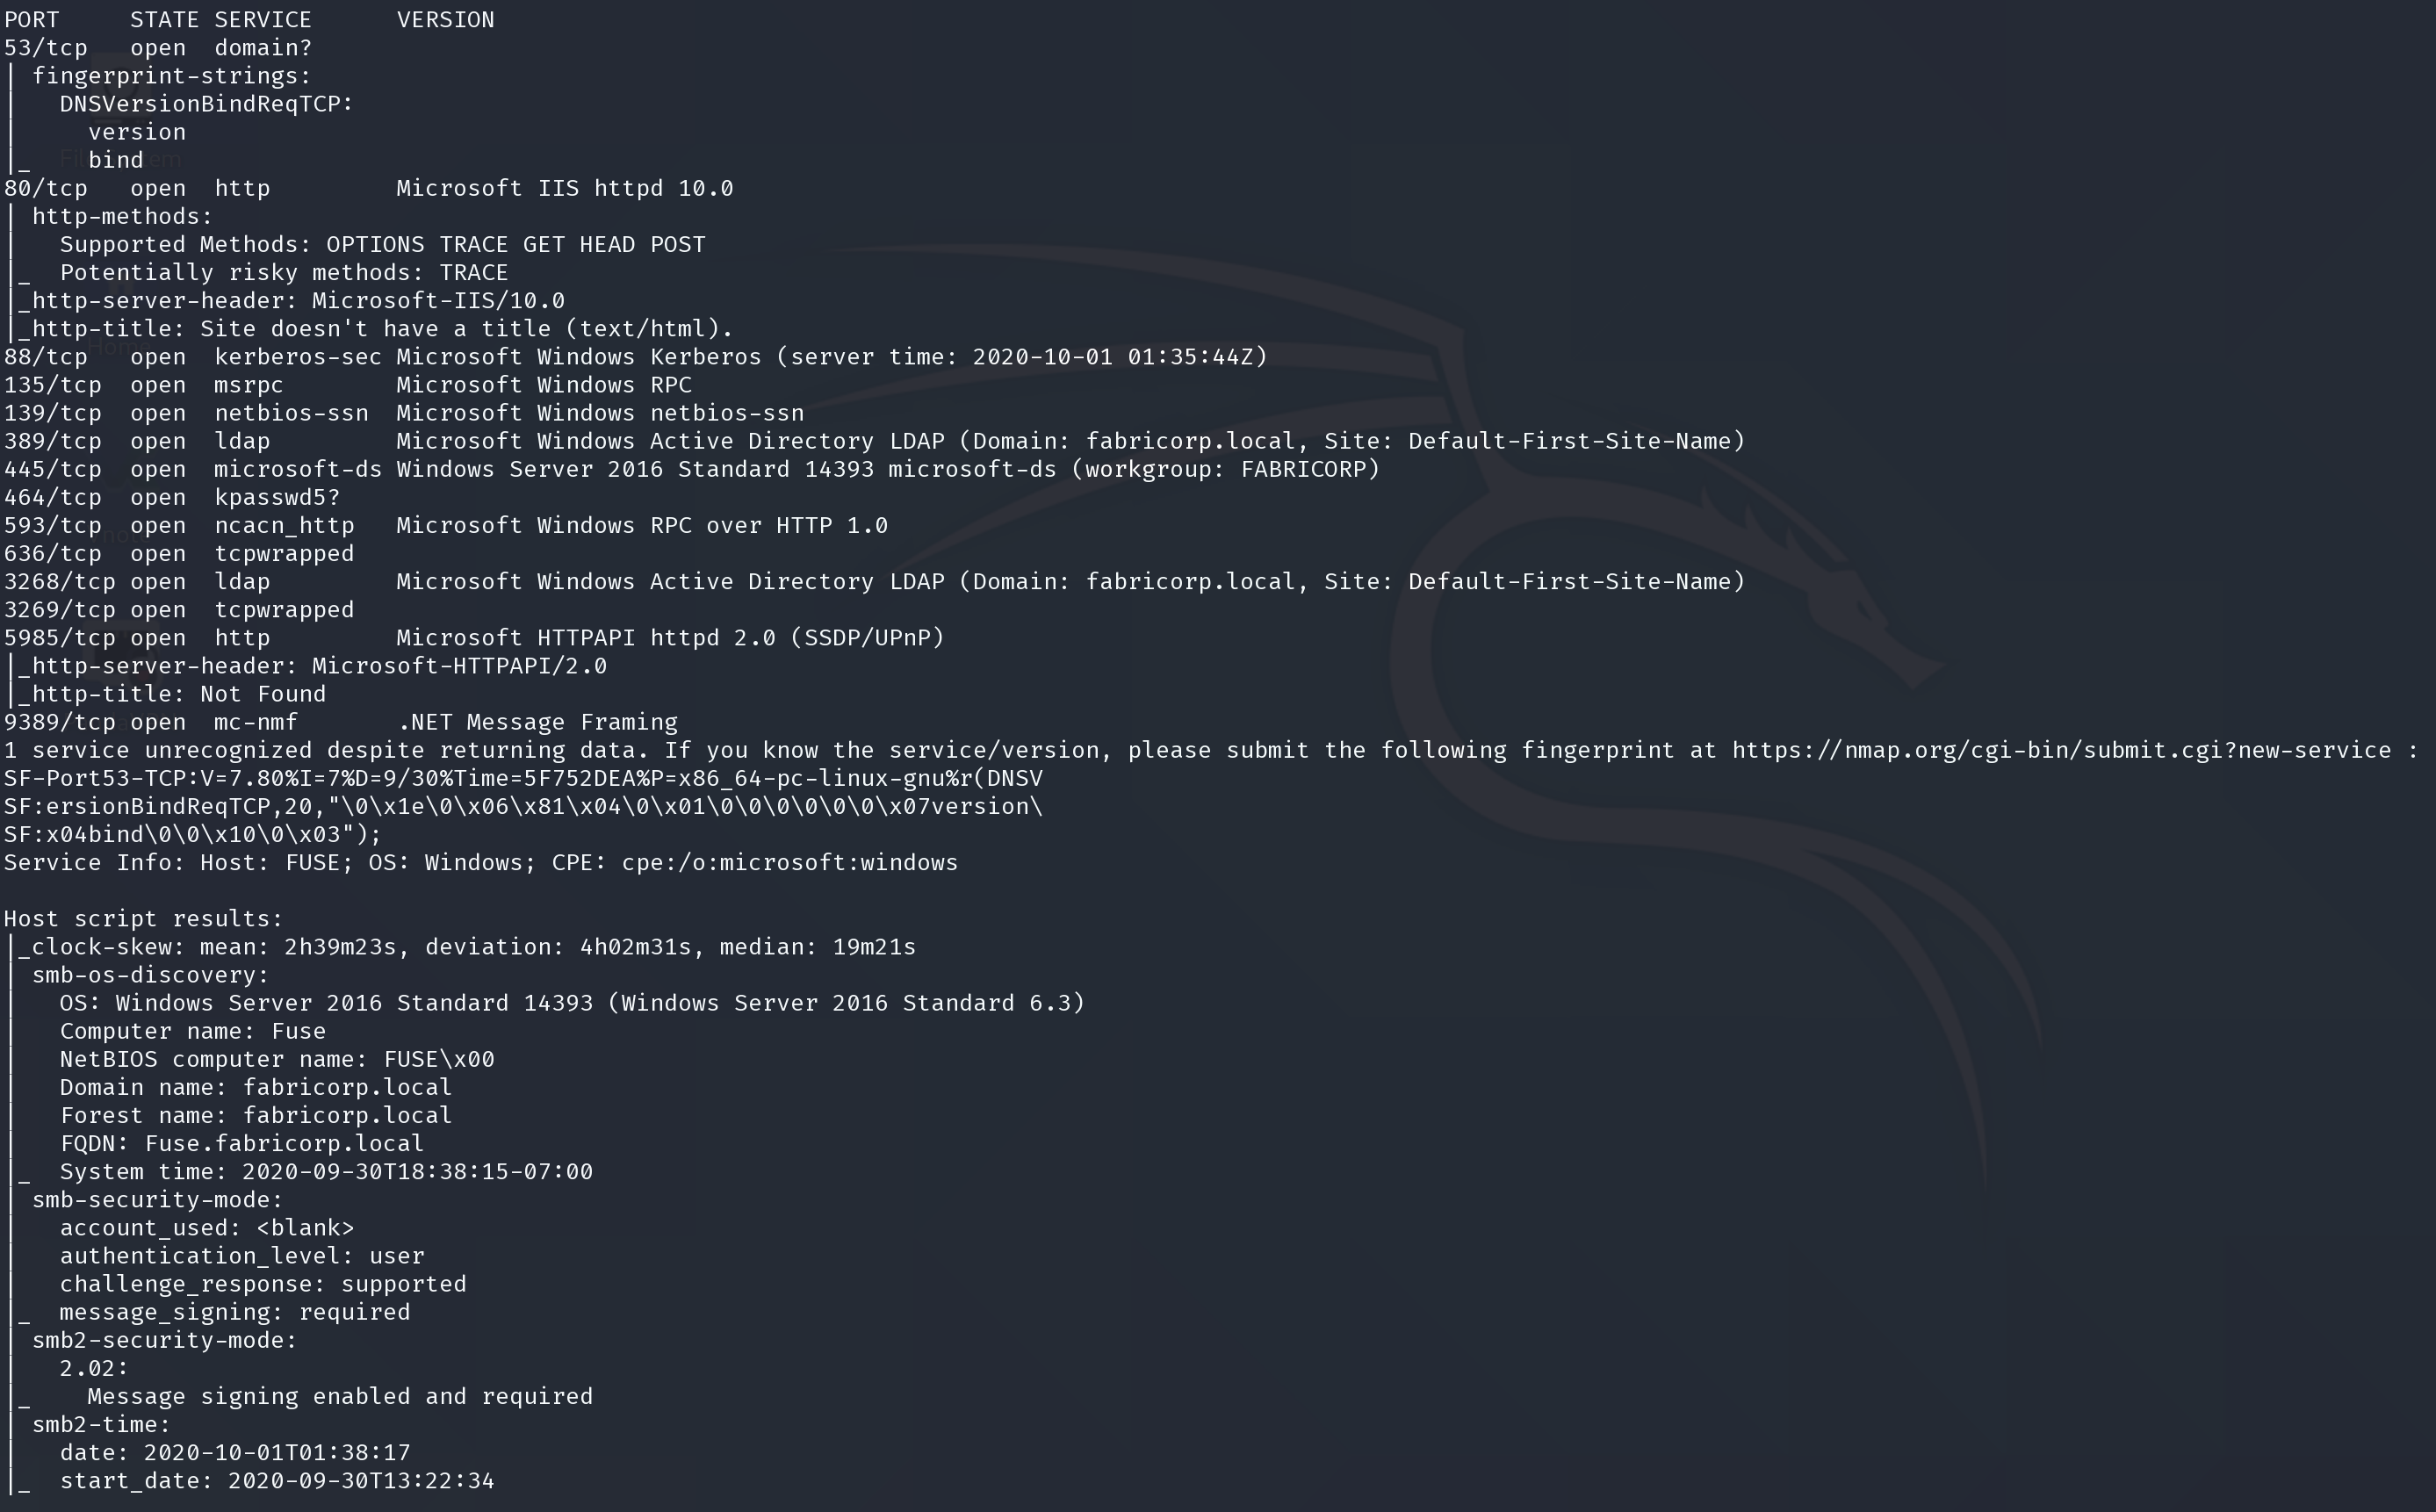 PORT     STATE SERVICE      VERSION
53/tcp   open  domain?
| fingerprint-strings:
|   DNSVersionBindReqTCP:
|     version
|_    bind
80/tcp   open  http         Microsoft IIS httpd 10.0
| http-methods:
|   Supported Methods: OPTIONS TRACE GET HEAD POST
|_  Potentially risky methods: TRACE
|_http-server-header: Microsoft-IIS/10.0
|_http-title: Site doesn't have a title (text/html).
88/tcp   open  kerberos-sec Microsoft Windows Kerberos (server time: 2020-10-01 01:35:44Z)
135/tcp  open  msrpc        Microsoft Windows RPC
139/tcp  open  netbios-ssn  Microsoft Windows netbios-ssn
389/tcp  open  ldap         Microsoft Windows Active Directory LDAP (Domain: fabricorp.local, Site: Default-First-Site-Name)
445/tcp  open  microsoft-ds Windows Server 2016 Standard 14393 microsoft-ds (workgroup: FABRICORP)
464/tcp  open  kpasswd5?
593/tcp  open  ncacn_http   Microsoft Windows RPC over HTTP 1.0
636/tcp  open  tcpwrapped
3268/tcp open  ldap         Microsoft Windows Active Directory LDAP (Domain: fabricorp.local, Site: Default-First-Site-Name)
3269/tcp open  tcpwrapped
5985/tcp open  http         Microsoft HTTPAPI httpd 2.0 (SSDP/UPnP)
|_http-server-header: Microsoft-HTTPAPI/2.0
|_http-title: Not Found
9389/tcp open  mc-nmf       .NET Message Framing
1 service unrecognized despite returning data. If you know the service/version, please submit the following fingerprint at https://nmap.org/cgi-bin/submit.cgi?new-service :
SF-Port53-TCP:V=7.80%I=7%D=9/30%Time=5F752DEA%P=x86_64-pc-linux-gnu%r(DNSV
SF:ersionBindReqTCP,20,"\0\x1e\0\x06\x81\x04\0\x01\0\0\0\0\0\0\x07version\
SF:x04bind\0\0\x10\0\x03");
Service Info: Host: FUSE; OS: Windows; CPE: cpe:/o:microsoft:windows

Host script results:
|_clock-skew: mean: 2h39m23s, deviation: 4h02m31s, median: 19m21s
| smb-os-discovery:
|   OS: Windows Server 2016 Standard 14393 (Windows Server 2016 Standard 6.3)
|   Computer name: Fuse
|   NetBIOS computer name: FUSE\x00
|   Domain name: fabricorp.local
|   Forest name: fabricorp.local
|   FQDN: Fuse.fabricorp.local
|_  System time: 2020-09-30T18:38:15-07:00
| smb-security-mode:
|   account_used: <blank>
|   authentication_level: user
|   challenge_response: supported
|_  message_signing: required
| smb2-security-mode:
|   2.02:
|_    Message signing enabled and required
| smb2-time:
|   date: 2020-10-01T01:38:17
|_  start_date: 2020-09-30T13:22:34